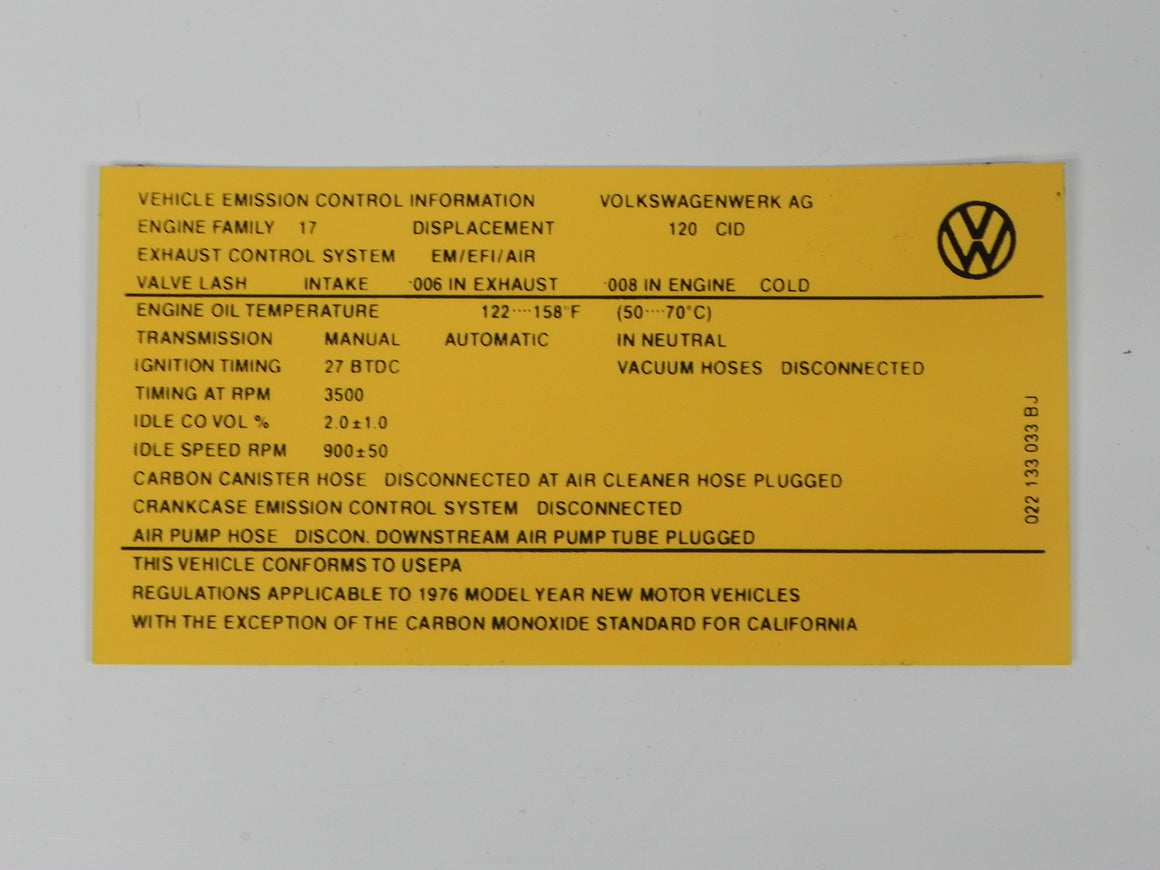 VEHICLE EMISSION CONTROL INFORMATION VOLKSWAGENWERK AG
ENGINE FAMILY 17 DISPLACEMENT 120 CID
EXHAUST CONTROL SYSTEM EM/EFI/AIR
VALVE LASH INTAKE ·006 IN EXHAUST ·008 IN ENGINE COLD
ENGINE OIL TEMPERATURE 122····158°F (50····70°C)
TRANSMISSION MANUAL AUTOMATIC IN NEUTRAL
IGNITION TIMING 27 BTDC VACUUM HOSES DISCONNECTED
TIMING AT RPM 3500
IDLE CO VOL % 2.0±1.0
IDLE SPEED RPM 900±50
CARBON CANISTER HOSE DISCONNECTED AT AIR CLEANER HOSE PLUGGED
CRANKCASE EMISSION CONTROL SYSTEM DISCONNECTED
AIR PUMP HOSE DISCON. DOWNSTREAM AIR PUMP TUBE PLUGGED
THIS VEHICLE CONFORMS TO USEPA
REGULATIONS APPLICABLE TO 1976 MODEL YEAR NEW MOTOR VEHICLES
WITH THE EXCEPTION OF THE CARBON MONOXIDE STANDARD FOR CALIFORNIA
022 133 033 BJ
VW